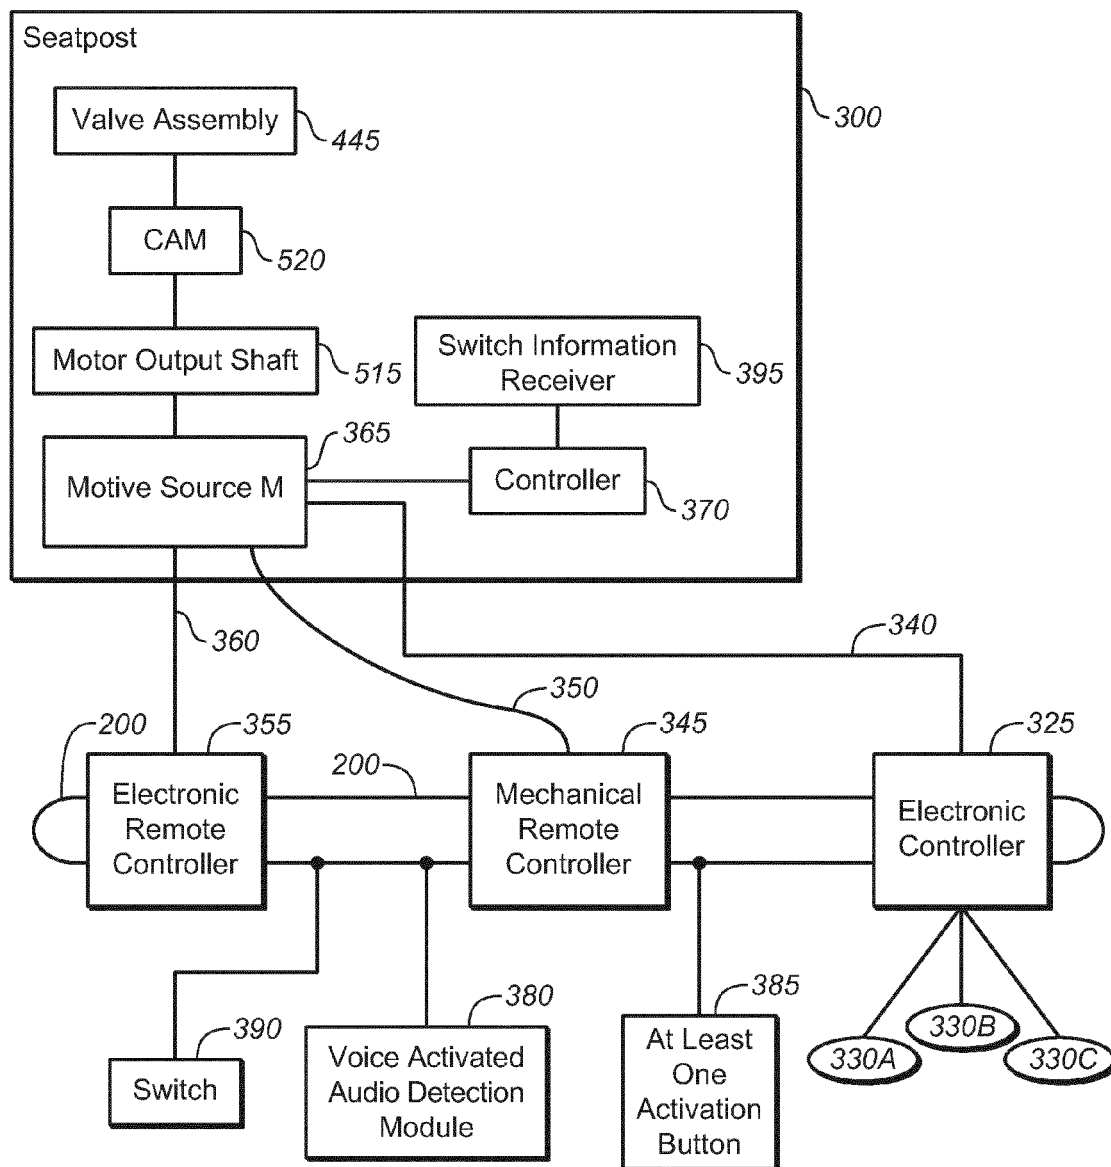 Seatpost
Valve Assembly
445
300
CAM
520
Motor Output Shaft
515
Switch Information
Receiver
395
365
Motive Source M
Controller
370
360
340
350
200
355
200
345
325
Electronic
Remote
Controller
Mechanical
Remote
Controller
Electronic
Controller
390
Switch
380
Voice Activated
Audio Detection
Module
385
At Least
One
Activation
Button
330A
330B
330C